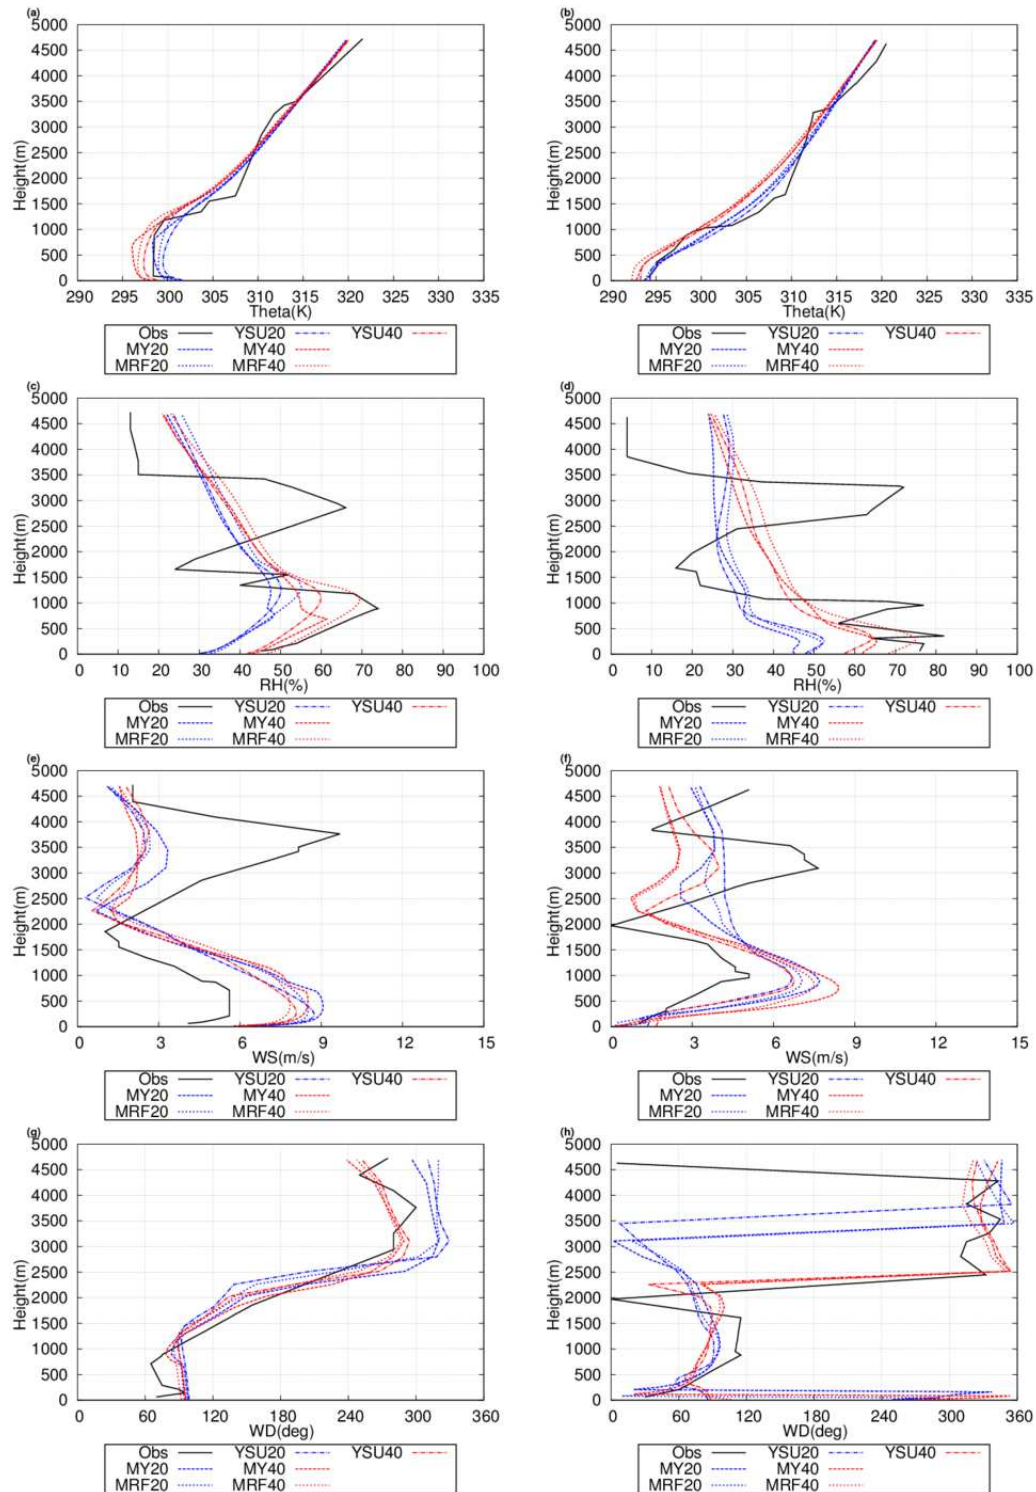 (a)
5000
4500
4000
3500
3000
2500
2000
1500
1000
500
0
Height(m)
290 295 300 305 310 315 320 325 330 335
Theta(K)
Obs YSU20 YSU40
MY20 MY40
MRF20 MRF40
(b)
5000
4500
4000
3500
3000
2500
2000
1500
1000
500
0
Height(m)
290 295 300 305 310 315 320 325 330 335
Theta(K)
Obs YSU20 YSU40
MY20 MY40
MRF20 MRF40
(c)
5000
4500
4000
3500
3000
2500
2000
1500
1000
500
0
Height(m)
0 10 20 30 40 50 60 70 80 90 100
RH(%)
Obs YSU20 YSU40
MY20 MY40
MRF20 MRF40
(d)
5000
4500
4000
3500
3000
2500
2000
1500
1000
500
0
Height(m)
0 10 20 30 40 50 60 70 80 90 100
RH(%)
Obs YSU20 YSU40
MY20 MY40
MRF20 MRF40
(e)
5000
4500
4000
3500
3000
2500
2000
1500
1000
500
0
Height(m)
0 3 6 9 12 15
WS(m/s)
Obs YSU20 YSU40
MY20 MY40
MRF20 MRF40
(f)
5000
4500
4000
3500
3000
2500
2000
1500
1000
500
0
Height(m)
0 3 6 9 12 15
WS(m/s)
Obs YSU20 YSU40
MY20 MY40
MRF20 MRF40
(g)
5000
4500
4000
3500
3000
2500
2000
1500
1000
500
0
Height(m)
60 120 180 240 300 360
WD(deg)
Obs YSU20 YSU40
MY20 MY40
MRF20 MRF40
(h)
5000
4500
4000
3500
3000
2500
2000
1500
1000
500
0
Height(m)
0 60 120 180 240 300 360
WD(deg)
Obs YSU20 YSU40
MY20 MY40
MRF20 MRF40